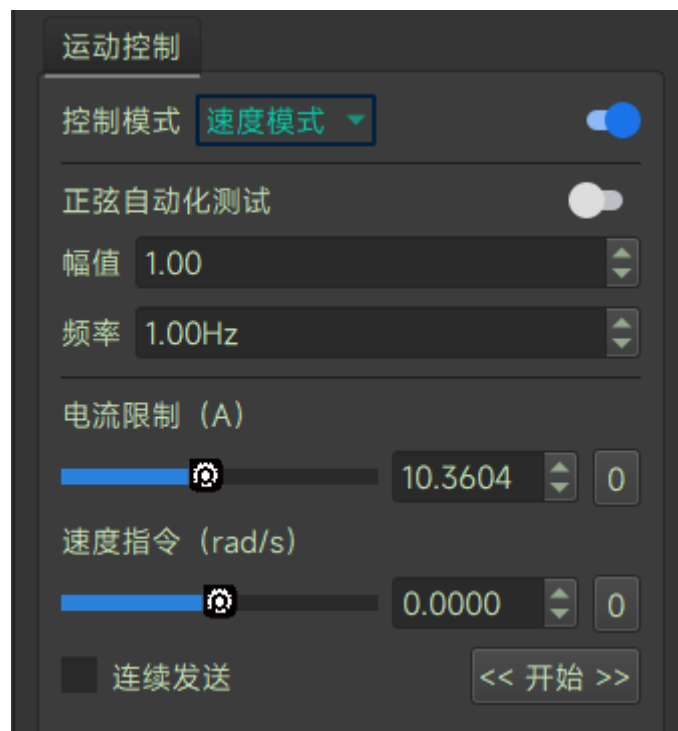 运动控制
控制模式 速度模式
正弦自动化测试
幅值 1.00
频率 1.00Hz
电流限制（A）
10.3604 0
速度指令（rad/s）
0.0000 0
连续发送 << 开始 >>